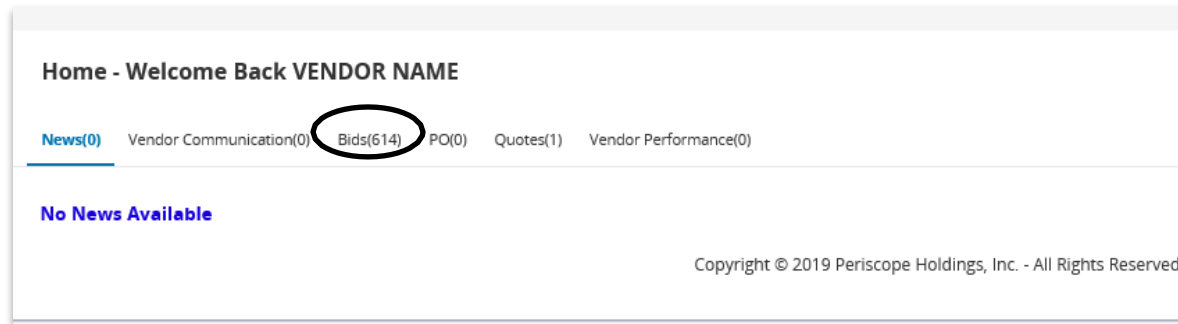 Home - Welcome Back VENDOR NAME
News(0) Vendor Communication(0) Bids(614) PO(0) Quotes(1) Vendor Performance(0)
No News Available
Copyright © 2019 Periscope Holdings, Inc. - All Rights Reserved